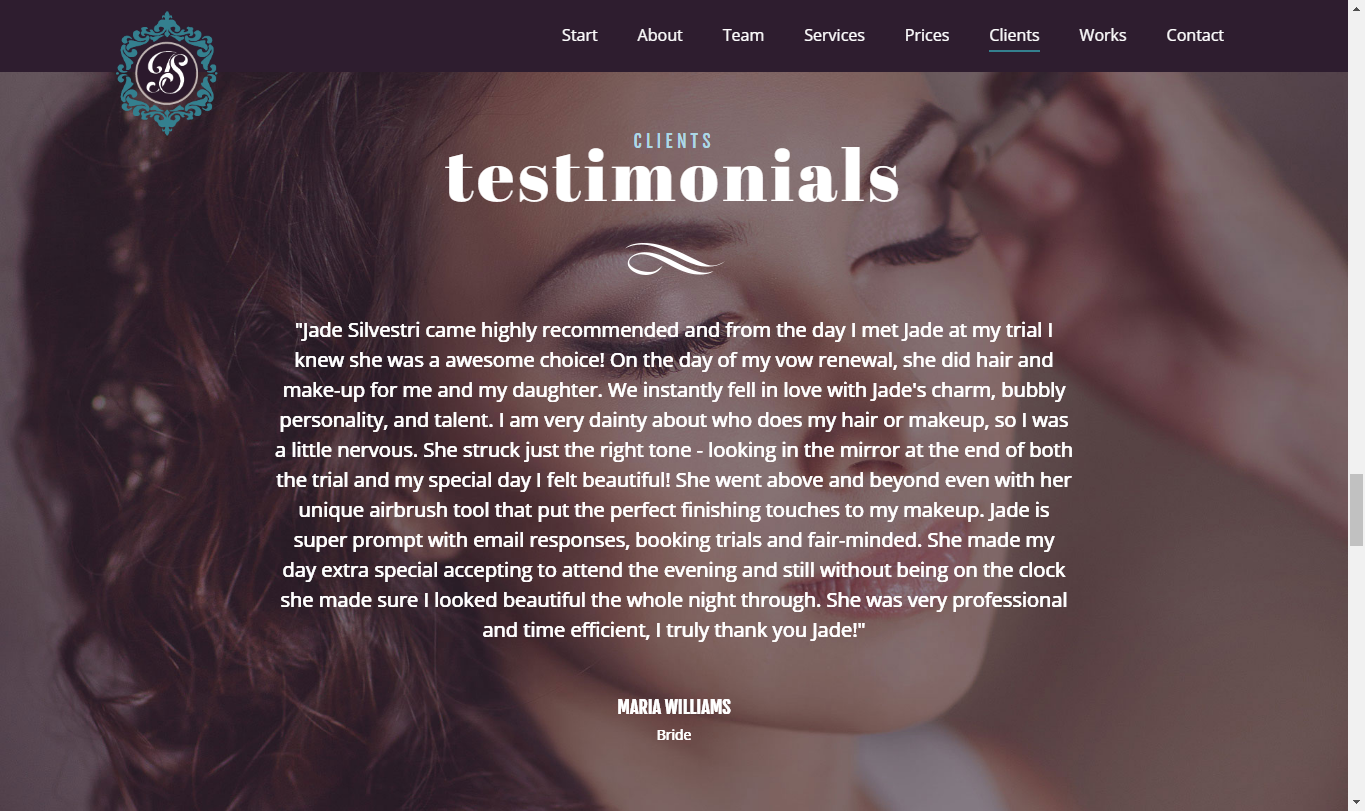 Start About Team Services Prices Clients Works Contact
CLIENTS
testimonials
"Jade Silvestri came highly recommended and from the day I met Jade at my trial I
knew she was a awesome choice! On the day of my vow renewal, she did hair and
make-up for me and my daughter. We instantly fell in love with Jade's charm, bubbly
personality, and talent. I am very dainty about who does my hair or makeup, so I was
a little nervous. She struck just the right tone - looking in the mirror at the end of both
the trial and my special day I felt beautiful! She went above and beyond even with her
unique airbrush tool that put the perfect finishing touches to my makeup. Jade is
super prompt with email responses, booking trials and fair-minded. She made my
day extra special accepting to attend the evening and still without being on the clock
she made sure I looked beautiful the whole night through. She was very professional
and time efficient, I truly thank you Jade!"
MARIA WILLIAMS
Bride